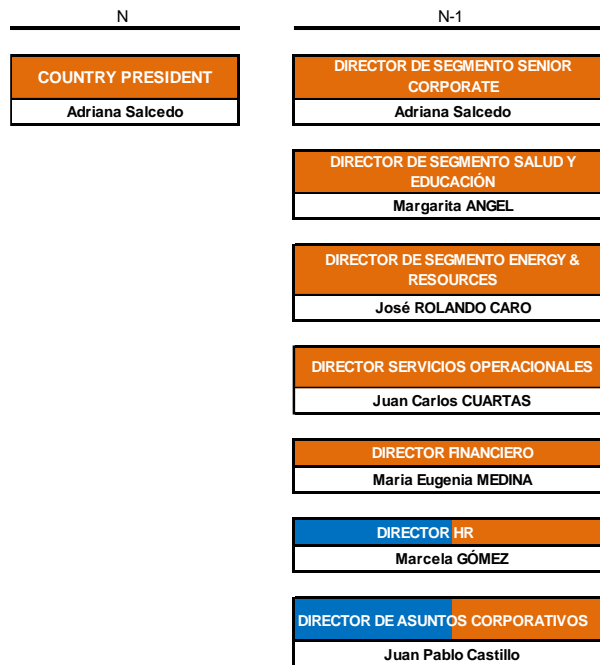 N
N-1
COUNTRY PRESIDENT
Adriana Salcedo
DIRECTOR DE SEGMENTO SENIOR
CORPORATE
Adriana Salcedo
DIRECTOR DE SEGMENTO SALUD Y
EDUCACIÓN
Margarita ANGEL
DIRECTOR DE SEGMENTO ENERGY &
RESOURCES
José ROLANDO CARO
DIRECTOR SERVICIOS OPERACIONALES
Juan Carlos CUARTAS
DIRECTOR FINANCIERO
Maria Eugenia MEDINA
DIRECTOR HR
Marcela GÓMEZ
DIRECTOR DE ASUNTOS CORPORATIVOS
Juan Pablo Castillo